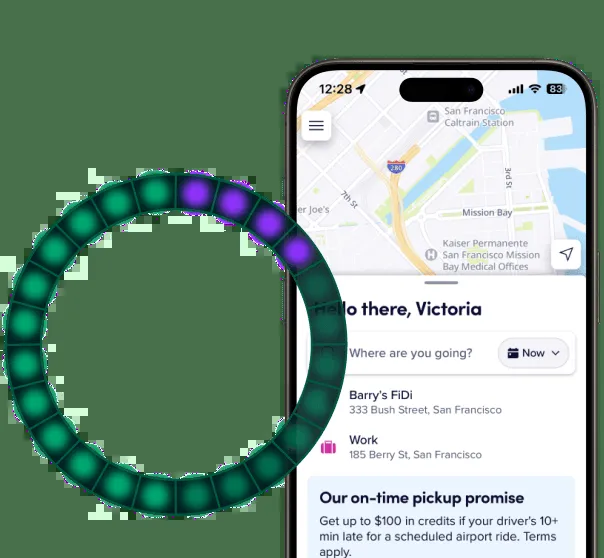 12:28
83
San Francisco
Caltrain Station
280
3rd St
7th St
er Joe's
Mission Bay
Kaiser Permanente
San Francisco Mission
Bay Medical Offices
Hello there, Victoria
Where are you going?
Now
Barry's FiDi
333 Bush Street, San Francisco
Work
185 Berry St, San Francisco
Our on-time pickup promise
Get up to $100 in credits if your driver's 10+
min late for a scheduled airport ride. Terms
apply.